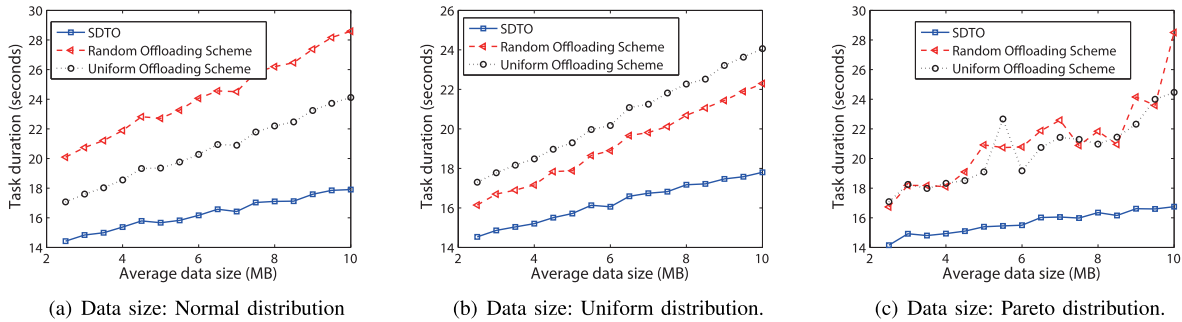 30
28
26
24
22
20
18
16
14
2
4
6
8
10
Task duration (seconds)
Average data size (MB)
SDTO
Random Offloading Scheme
Uniform Offloading Scheme
(a) Data size: Normal distribution
26
24
22
20
18
16
14
2
4
6
8
10
Task duration (seconds)
Average data size (MB)
SDTO
Random Offloading Scheme
Uniform Offloading Scheme
(b) Data size: Uniform distribution.
30
28
26
24
22
20
18
16
14
2
4
6
8
10
Task duration (seconds)
Average data size (MB)
SDTO
Random Offloading Scheme
Uniform Offloading Scheme
(c) Data size: Pareto distribution.